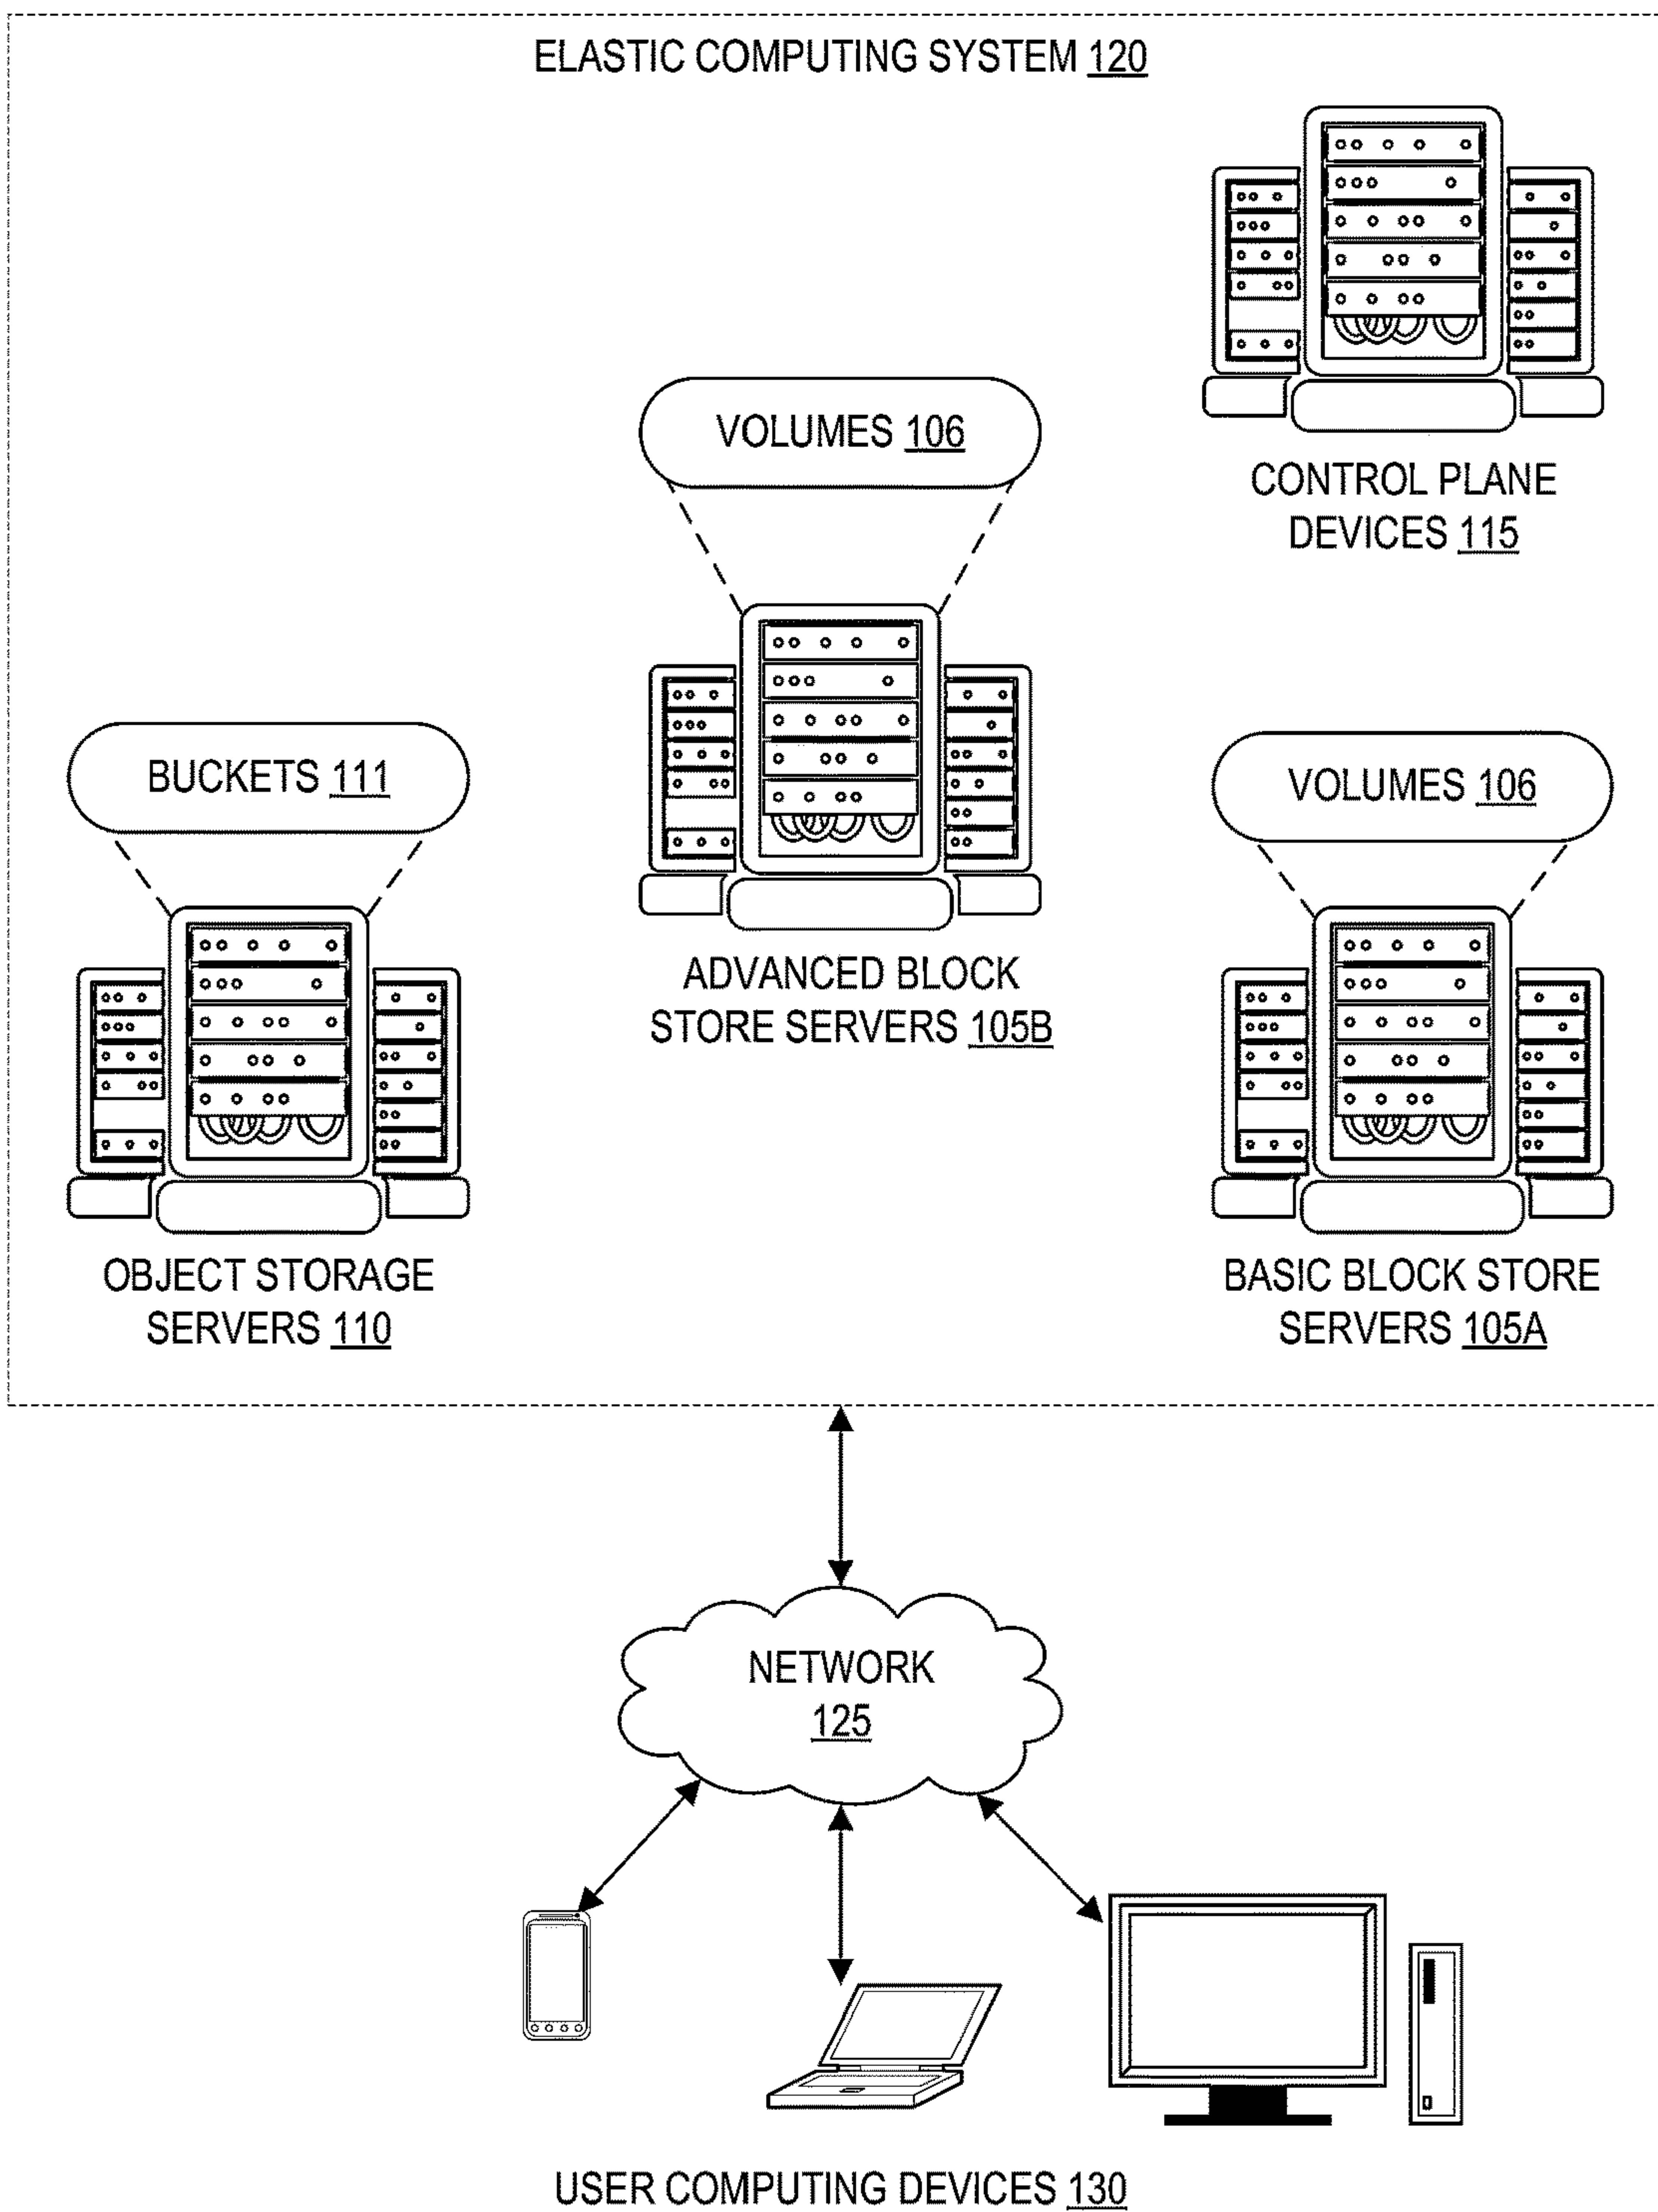 ELASTIC COMPUTING SYSTEM 120
CONTROL PLANE
DEVICES 115
VOLUMES 106
ADVANCED BLOCK
STORE SERVERS 105B
BUCKETS 111
OBJECT STORAGE
SERVERS 110
VOLUMES 106
BASIC BLOCK STORE
SERVERS 105A
NETWORK
125
USER COMPUTING DEVICES 130